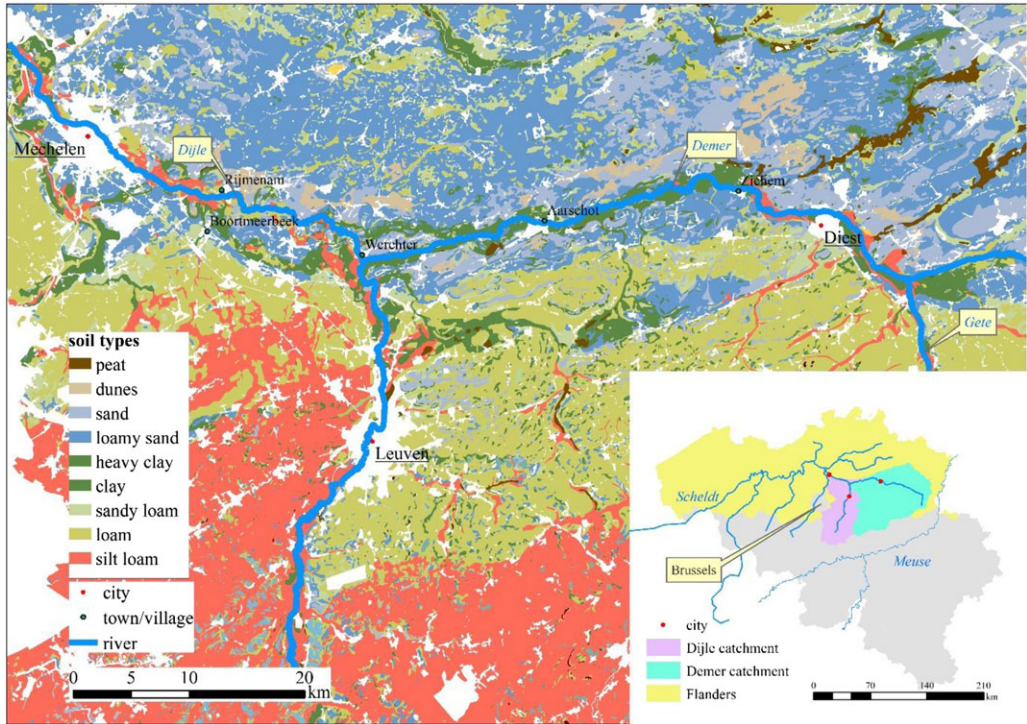 Mechelen
Dijle
Rijmenam
Boortmeerbeek
Werchter
Aarschot
Demer
Zichem
Diest
Gete
Leuven
soil types
peat
dunes
sand
loamy sand
heavy clay
clay
sandy loam
loam
silt loam
city
town/village
river
0 5 10 20
km
Scheldt
Brussels
Meuse
city
Dijle catchment
Demer catchment
Flanders
0 35 70 140 210
km